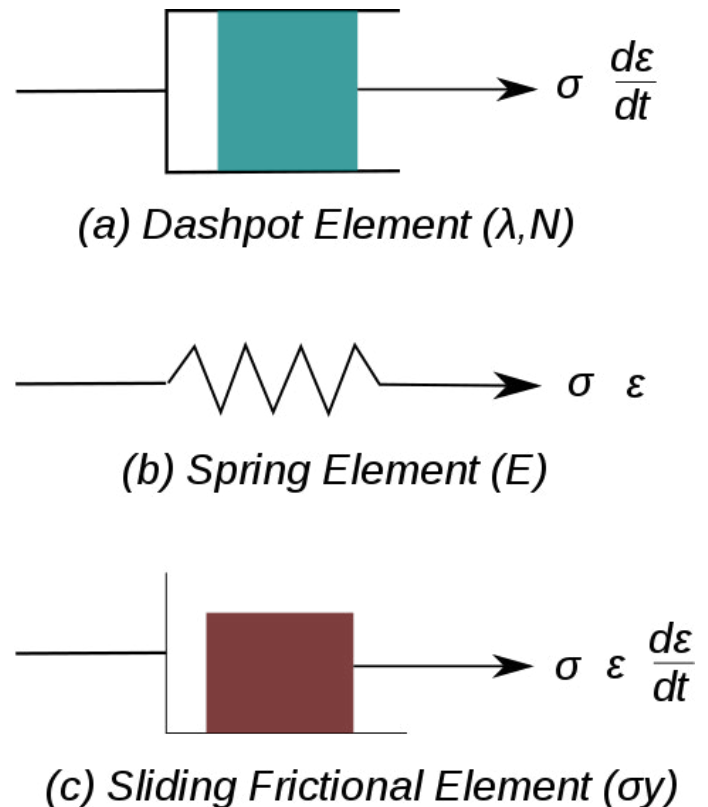 σ dε/dt
(a) Dashpot Element (λ,N)
σ ε
(b) Spring Element (E)
σ ε dε/dt
(c) Sliding Frictional Element (σy)